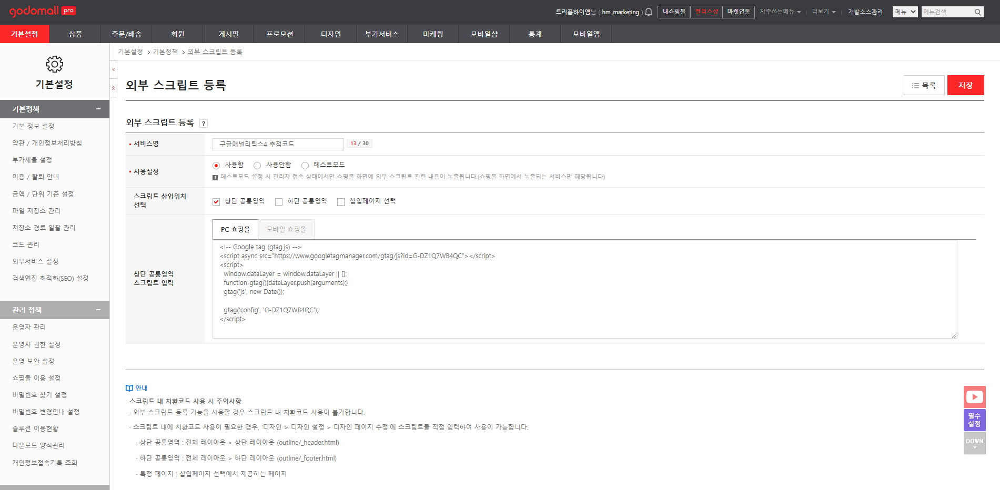 godomall pro
트리플하이엠님 ( hm_marketing ) 내쇼핑몰 플러스샵 마켓연동 자주쓰는메뉴 더보기 개발소스관리 메뉴 메뉴검색
기본설정 상품 주문/배송 회원 게시판 프로모션 디자인 부가서비스 마케팅 모바일샵 통계 모바일앱
기본설정 > 기본정책 > 외부 스크립트 등록
기본설정
기본정책
기본 정보 설정
약관 / 개인정보처리방침
부가세율 설정
이용 / 탈퇴 안내
금액 / 단위 기준 설정
파일 저장소 관리
저장소 경로 일괄 관리
코드 관리
외부서비스 설정
검색엔진 최적화(SEO) 설정
관리 정책
운영자 관리
운영자 권한 설정
운영 보안 설정
쇼핑몰 이용 설정
비밀번호 찾기 설정
비밀번호 변경안내 설정
솔루션 이용현황
다운로드 양식관리
개인정보접속기록 조회
외부 스크립트 등록
목록 저장
외부 스크립트 등록 ?
서비스명 구글애널리틱스4 추적코드 13 / 30
사용설정 사용함 사용안함 테스트모드
테스트모드 설정 시 관리자 접속 상태에서만 쇼핑몰 화면에 외부 스크립트 관련 내용이 노출됩니다.(쇼핑몰 화면에서 노출되는 서비스만 해당됩니다)
스크립트 삽입위치
선택
상단 공통영역 하단 공통영역 삽입페이지 선택
상단 공통영역
스크립트 입력
PC 쇼핑몰 모바일 쇼핑몰
<!-- Google tag (gtag.js) -->
<script async src="https://www.googletagmanager.com/gtag/js?id=G-DZ1Q7WB4QC"></script>
<script>
window.dataLayer = window.dataLayer || [];
function gtag(){dataLayer.push(arguments);}
gtag('js', new Date());
gtag('config', 'G-DZ1Q7WB4QC');
</script>
안내
스크립트 내 치환코드 사용 시 주의사항
· 외부 스크립트 등록 기능을 사용할 경우 스크립트 내 치환코드 사용이 불가합니다.
· 스크립트 내에 치환코드 사용이 필요한 경우, '디자인 > 디자인 설정 > 디자인 페이지 수정'에 스크립트를 직접 입력하여 사용이 가능합니다.
· 상단 공통영역 : 전체 레이아웃 > 상단 레이아웃 (outline/_header.html)
· 하단 공통영역 : 전체 레이아웃 > 하단 레이아웃 (outline/_footer.html)
· 특정 페이지 : 삽입페이지 선택에서 제공하는 페이지
필수
설정
DOWN